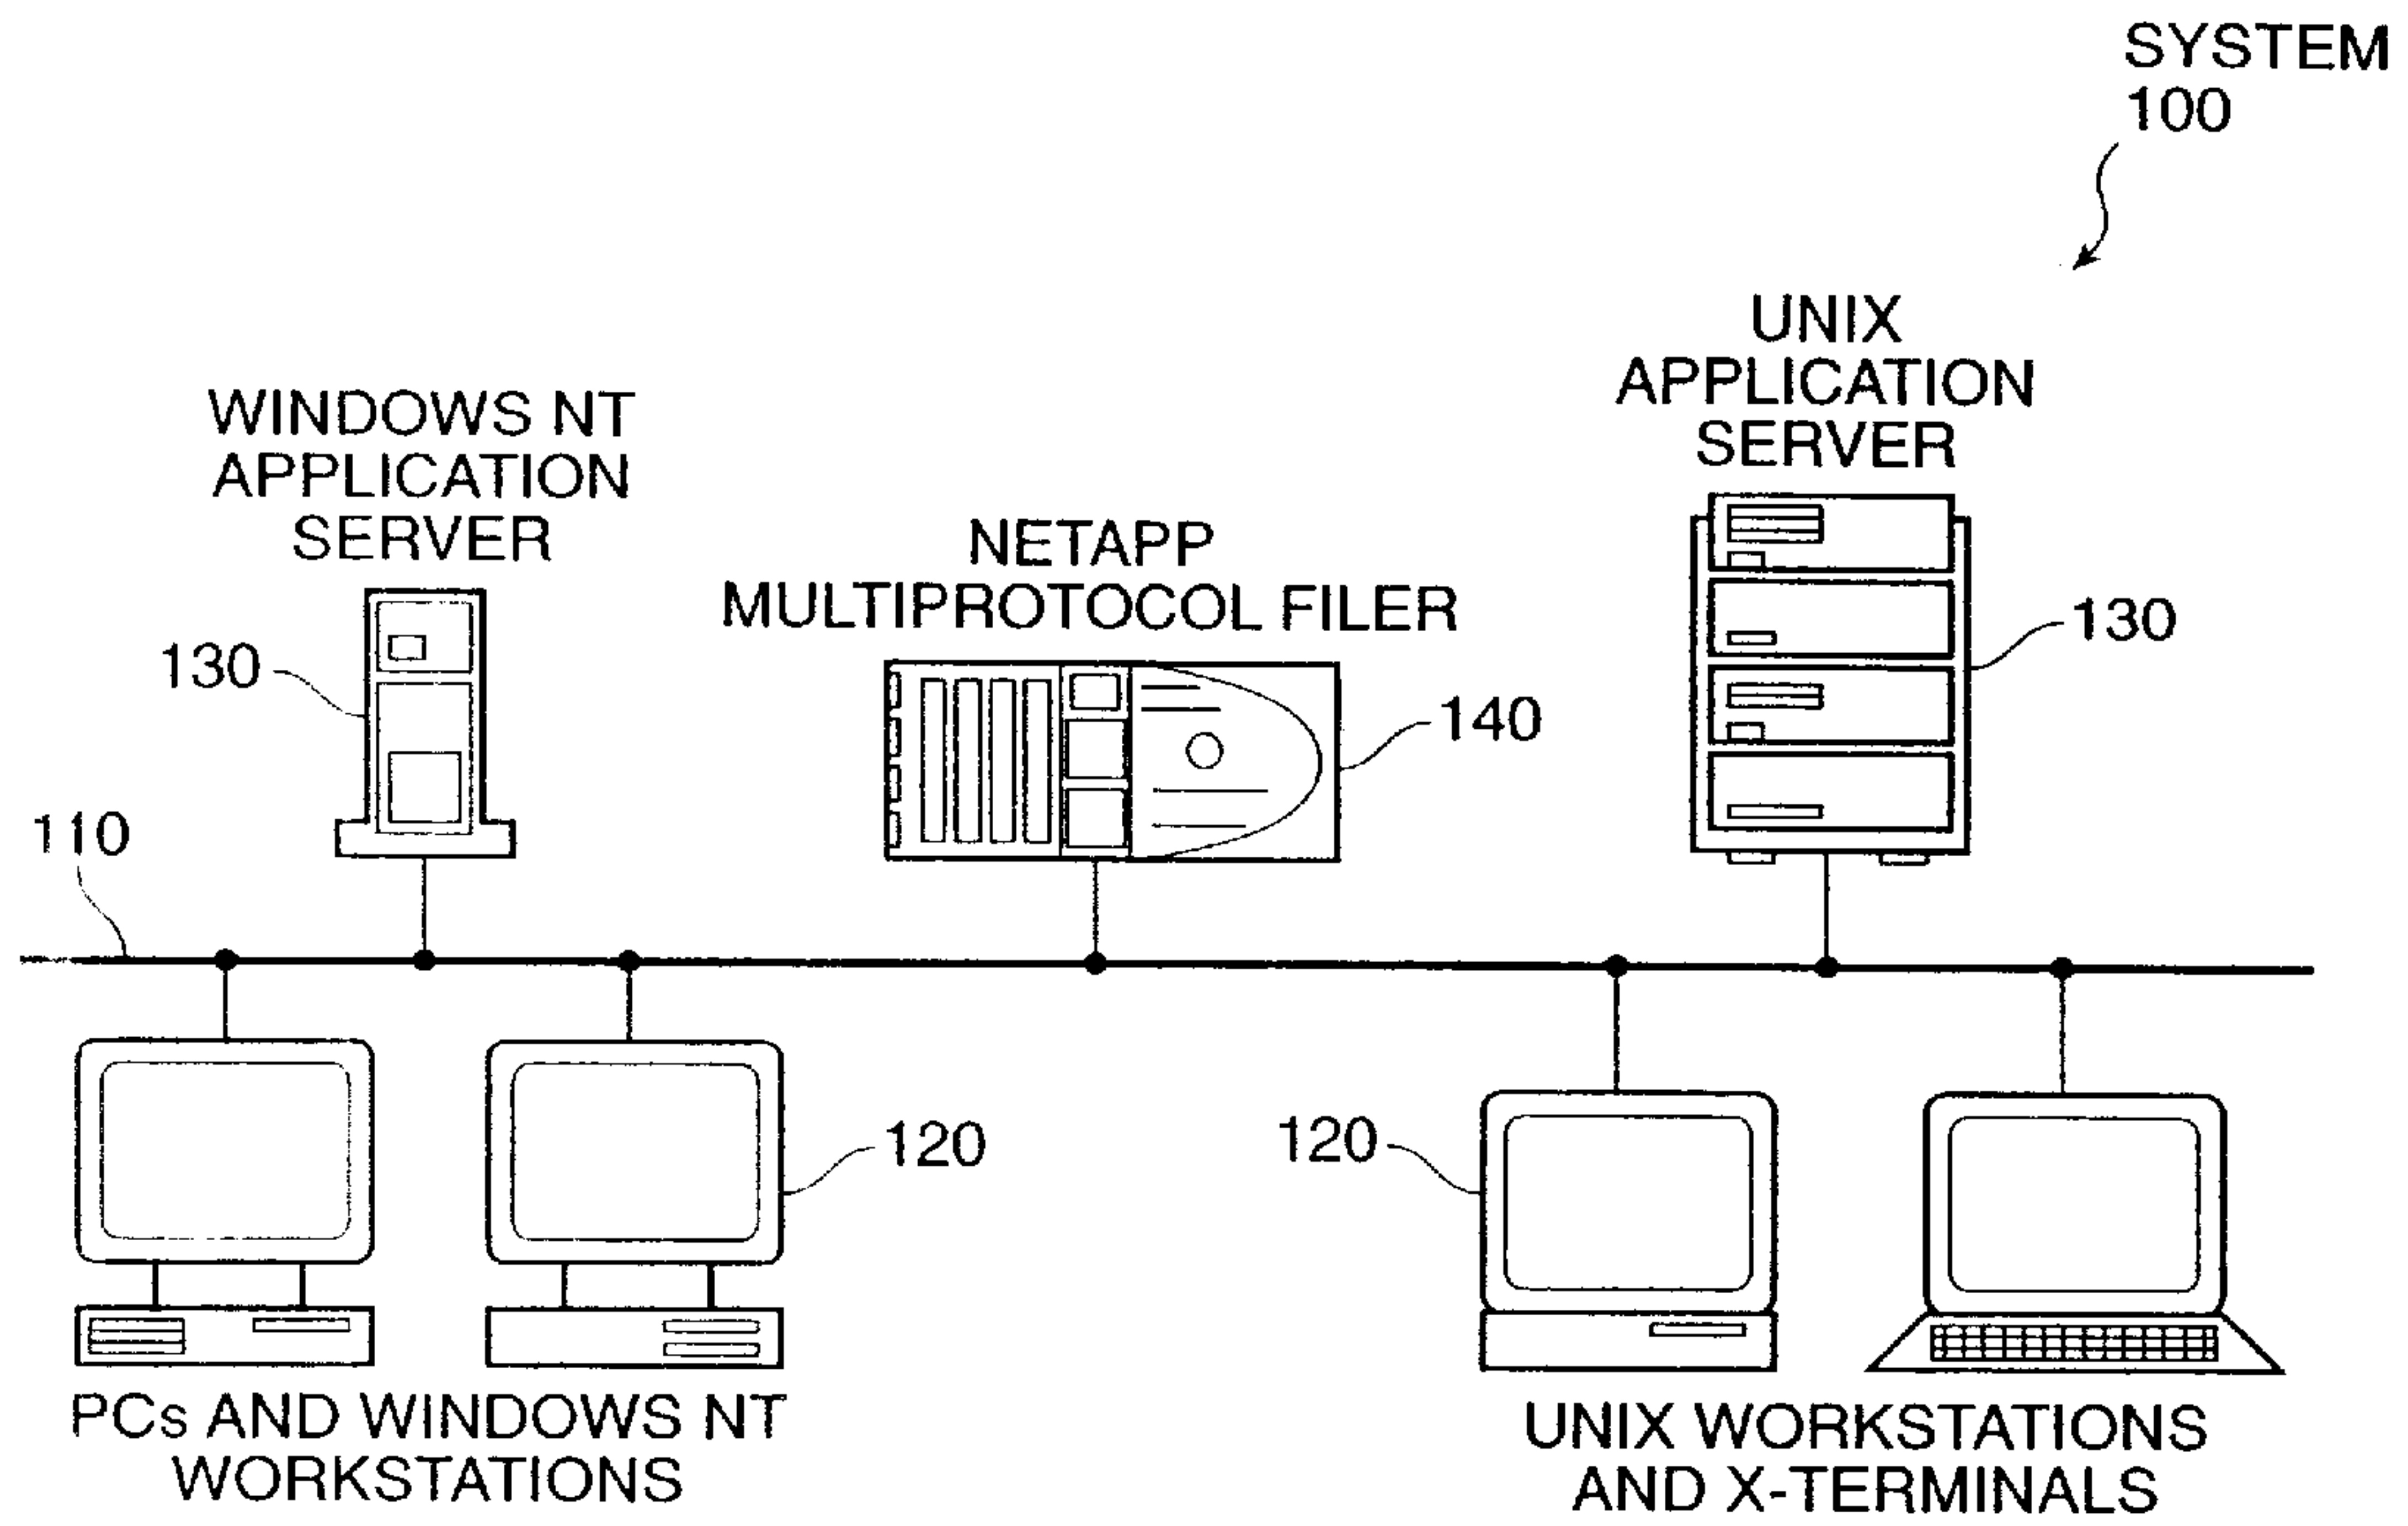 SYSTEM
100
UNIX
APPLICATION
SERVER
WINDOWS NT
APPLICATION
SERVER
NETAPP
MULTIPROTOCOL FILER
130
130
140
110
120
120
PCs AND WINDOWS NT
WORKSTATIONS
UNIX WORKSTATIONS
AND X-TERMINALS